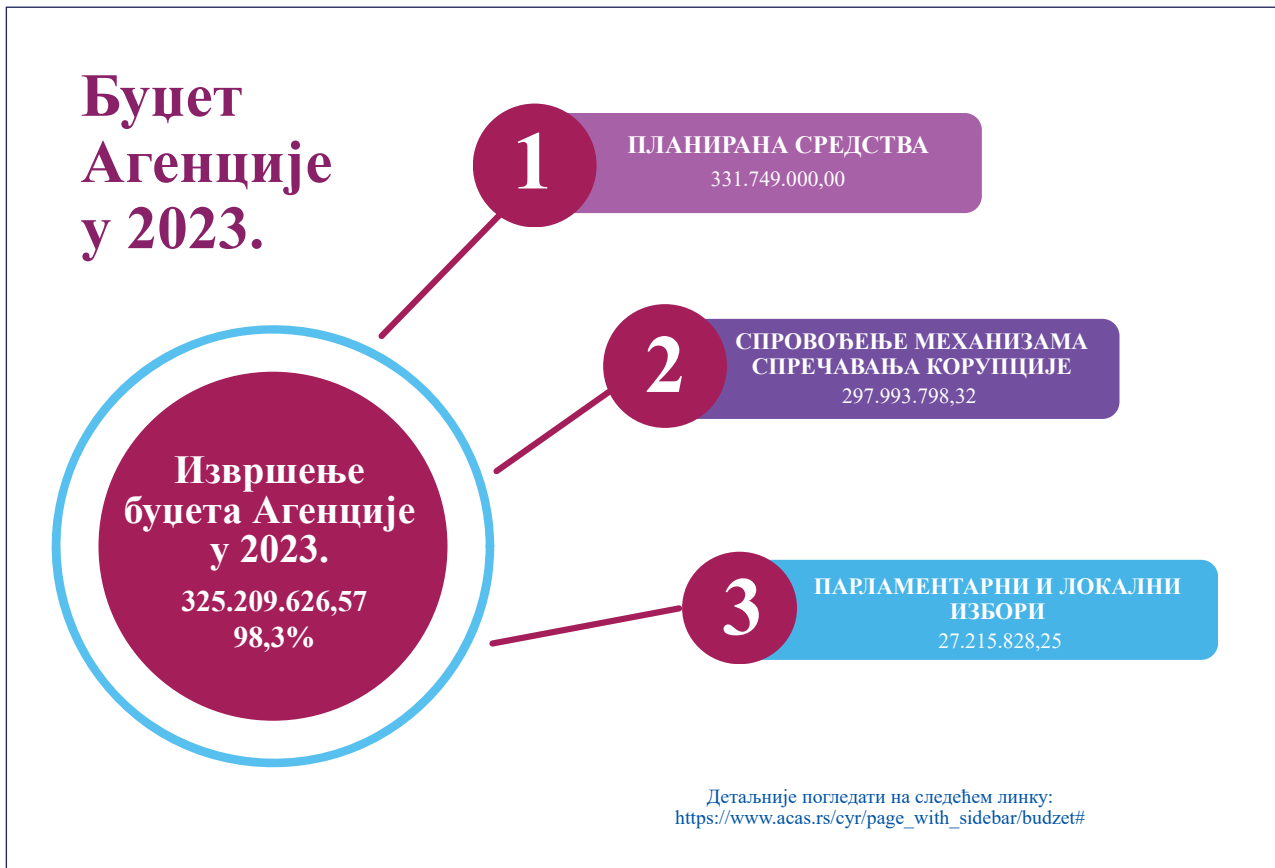 Буџет
Агенције
у 2023.
1
ПЛАНИРАНА СРЕДСТВА
331.749.000,00
2
СПРОВОЂЕЊЕ МЕХАНИЗАМА
СПРЕЧАВАЊА КОРУПЦИЈЕ
297.993.798,32
Извршење
буџета Агенције
у 2023.
325.209.626,57
98,3%
3
ПАРЛАМЕНТАРНИ И ЛОКАЛНИ
ИЗБОРИ
27.215.828,25
Детаљније погледати на следећем линку:
https://www.acas.rs/cyr/page_with_sidebar/budzet#